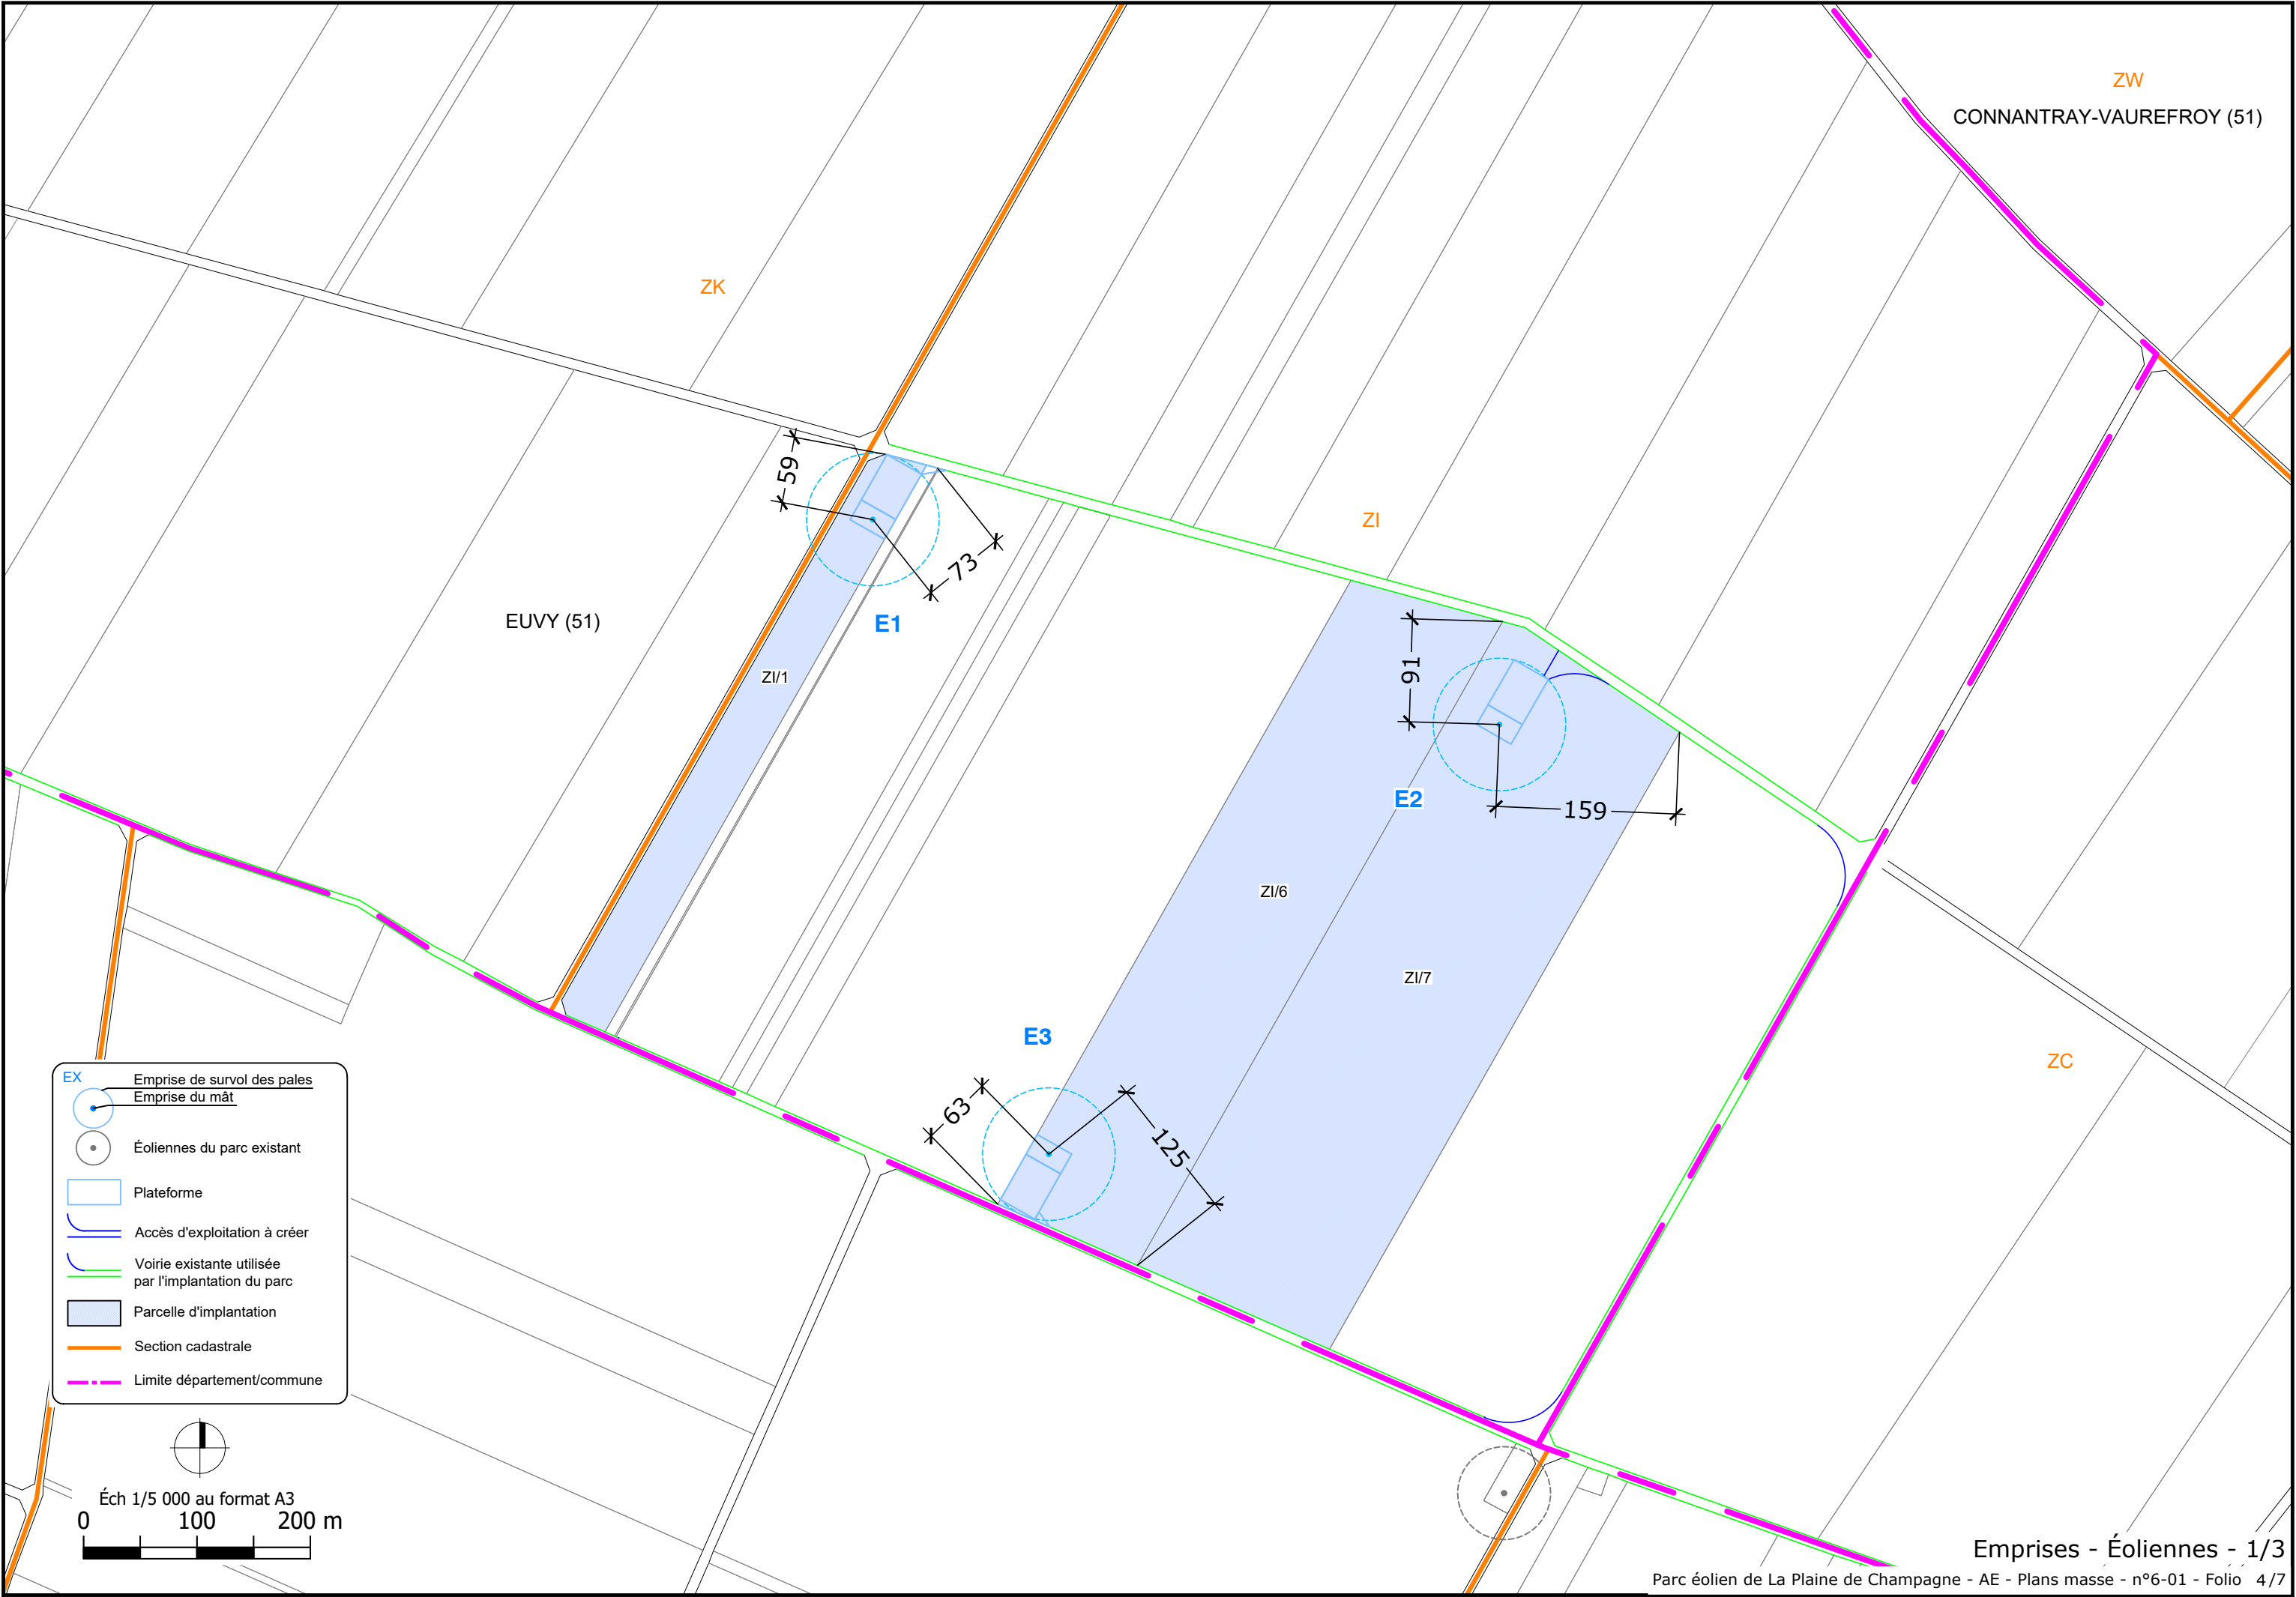 ZW
CONNANTRAY-VAUREFROY (51)
ZK
59
ZI
73
EUVY (51)
E1
ZI/1
91
E2
159
ZI/6
ZI/7
E3
ZC
63
125
EX
Emprise de survol des pales
Emprise du mât
Éoliennes du parc existant
Plateforme
Accès d'exploitation à créer
Voirie existante utilisée
par l'implantation du parc
Parcelle d'implantation
Section cadastrale
Limite département/commune
Éch 1/5 000 au format A3
0 100 200 m
Emprises - Éoliennes - 1/3
Parc éolien de La Plaine de Champagne - AE - Plans masse - n°6-01 - Folio 4/7